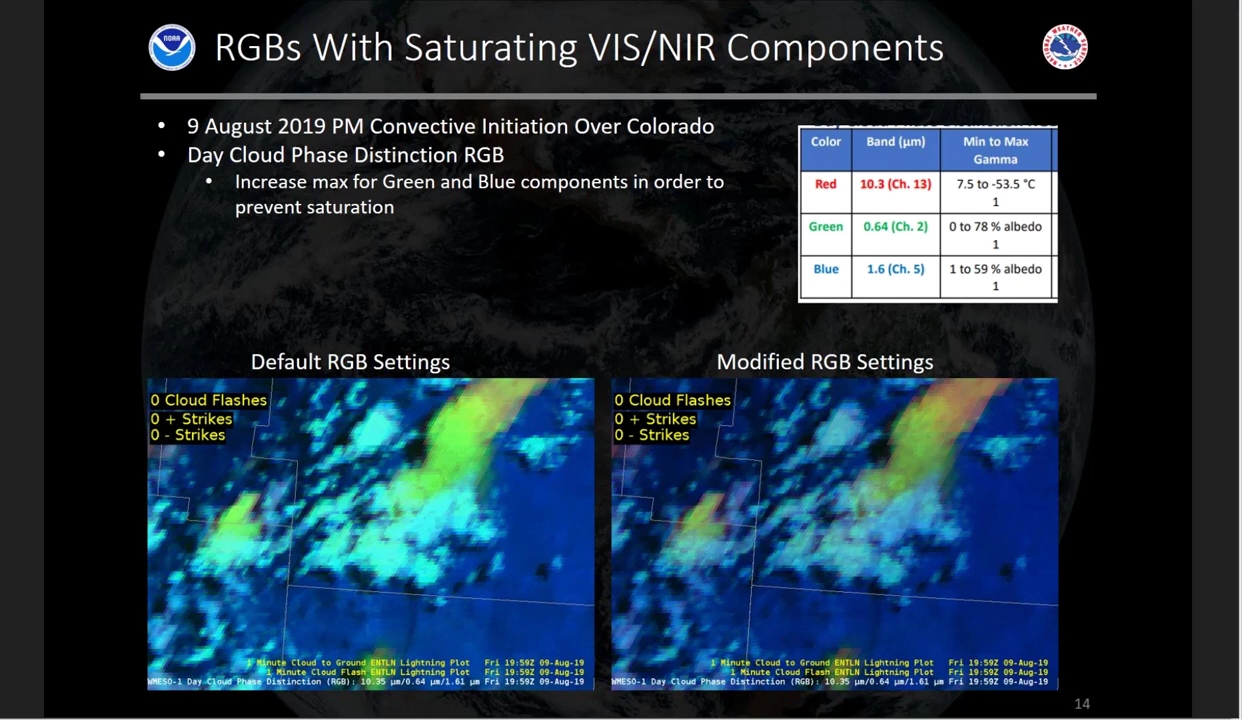 NOAA
RGBs With Saturating VIS/NIR Components
• 9 August 2019 PM Convective Initiation Over Colorado
• Day Cloud Phase Distinction RGB
• Increase max for Green and Blue components in order to
prevent saturation
Color Band (µm) Min to Max
Gamma
Red 10.3 (Ch. 13) 7.5 to -53.5 °C
1
Green 0.64 (Ch. 2) 0 to 78 % albedo
1
Blue 1.6 (Ch. 5) 1 to 59 % albedo
1
Default RGB Settings
0 Cloud Flashes
0 + Strikes
0 - Strikes
1 Minute Cloud to Ground ENTLN Lightning Plot Fri 19:59Z 09-Aug-19
1 Minute Cloud Flash ENTLN Lightning Plot Fri 19:59Z 09-Aug-19
WMESO-1 Day Cloud Phase Distinction (RGB): 10.35 µm/0.64 µm/1.61 µm Fri 19:59Z 09-Aug-19
Modified RGB Settings
0 Cloud Flashes
0 + Strikes
0 - Strikes
1 Minute Cloud to Ground ENTLN Lightning Plot Fri 19:59Z 09-Aug-19
1 Minute Cloud Flash ENTLN Lightning Plot Fri 19:59Z 09-Aug-19
WMESO-1 Day Cloud Phase Distinction (RGB): 10.35 µm/0.64 µm/1.61 µm Fri 19:59Z 09-Aug-19
14